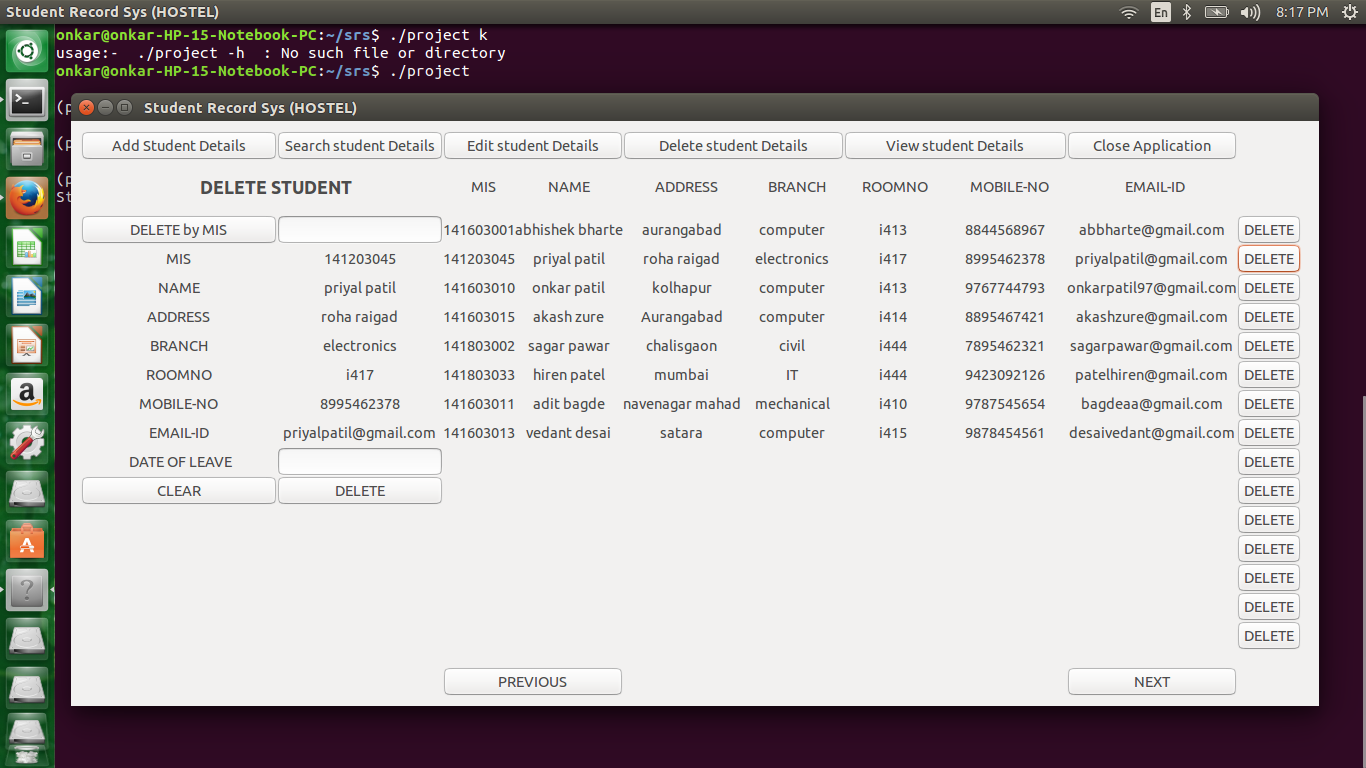 Student Record Sys (HOSTEL) En 8:17 PM
onkar@onkar-HP-15-Notebook-PC:~/srs$ ./project k
usage:-  ./project -h  : No such file or directory
onkar@onkar-HP-15-Notebook-PC:~/srs$ ./project
(p
(p
(p
St
Student Record Sys (HOSTEL)
Add Student Details Search student Details Edit student Details Delete student Details View student Details Close Application
DELETE STUDENT MIS NAME ADDRESS BRANCH ROOMNO MOBILE-NO EMAIL-ID
DELETE by MIS 141603001 abhishek bharte aurangabad computer i413 8844568967 abbharte@gmail.com DELETE
MIS 141203045 141203045 priyal patil roha raigad electronics i417 8995462378 priyalpatil@gmail.com DELETE
NAME priyal patil 141603010 onkar patil kolhapur computer i413 9767744793 onkarpatil97@gmail.com DELETE
ADDRESS roha raigad 141603015 akash zure Aurangabad computer i414 8895467421 akashzure@gmail.com DELETE
BRANCH electronics 141803002 sagar pawar chalisgaon civil i444 7895462321 sagarpawar@gmail.com DELETE
ROOMNO i417 141803033 hiren patel mumbai IT i444 9423092126 patelhiren@gmail.com DELETE
MOBILE-NO 8995462378 141603011 adit bagde navenagar mahad mechanical i410 9787545654 bagdeaa@gmail.com DELETE
EMAIL-ID priyalpatil@gmail.com 141603013 vedant desai satara computer i415 9878454561 desaivedant@gmail.com DELETE
DATE OF LEAVE DELETE
CLEAR DELETE DELETE
DELETE
DELETE
DELETE
DELETE
DELETE
PREVIOUS NEXT